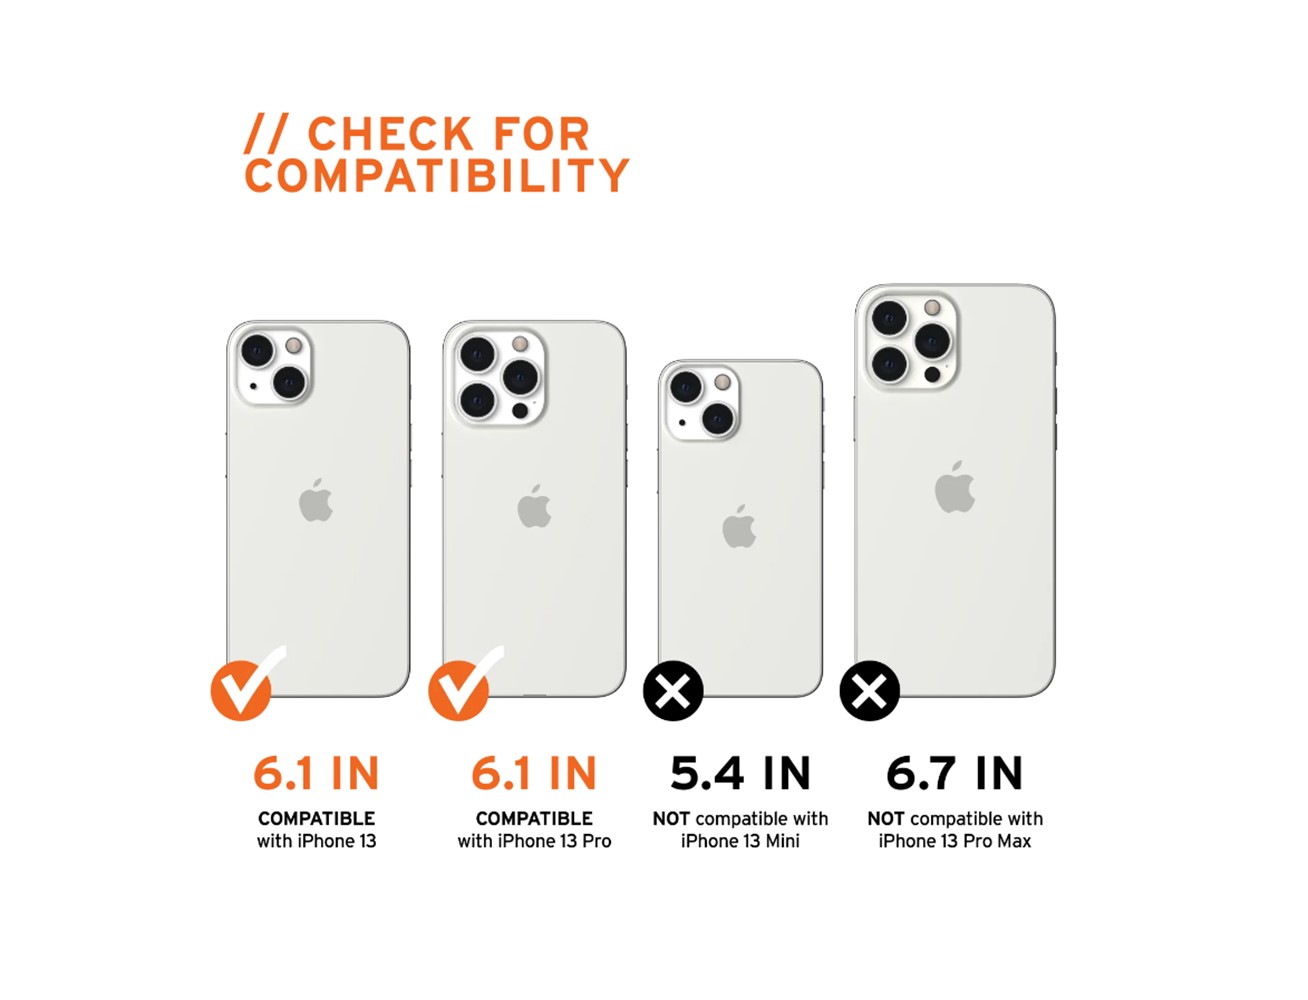 // CHECK FOR
COMPATIBILITY
6.1 IN
COMPATIBLE
with iPhone 13
6.1 IN
COMPATIBLE
with iPhone 13 Pro
5.4 IN
NOT compatible with
iPhone 13 Mini
6.7 IN
NOT compatible with
iPhone 13 Pro Max